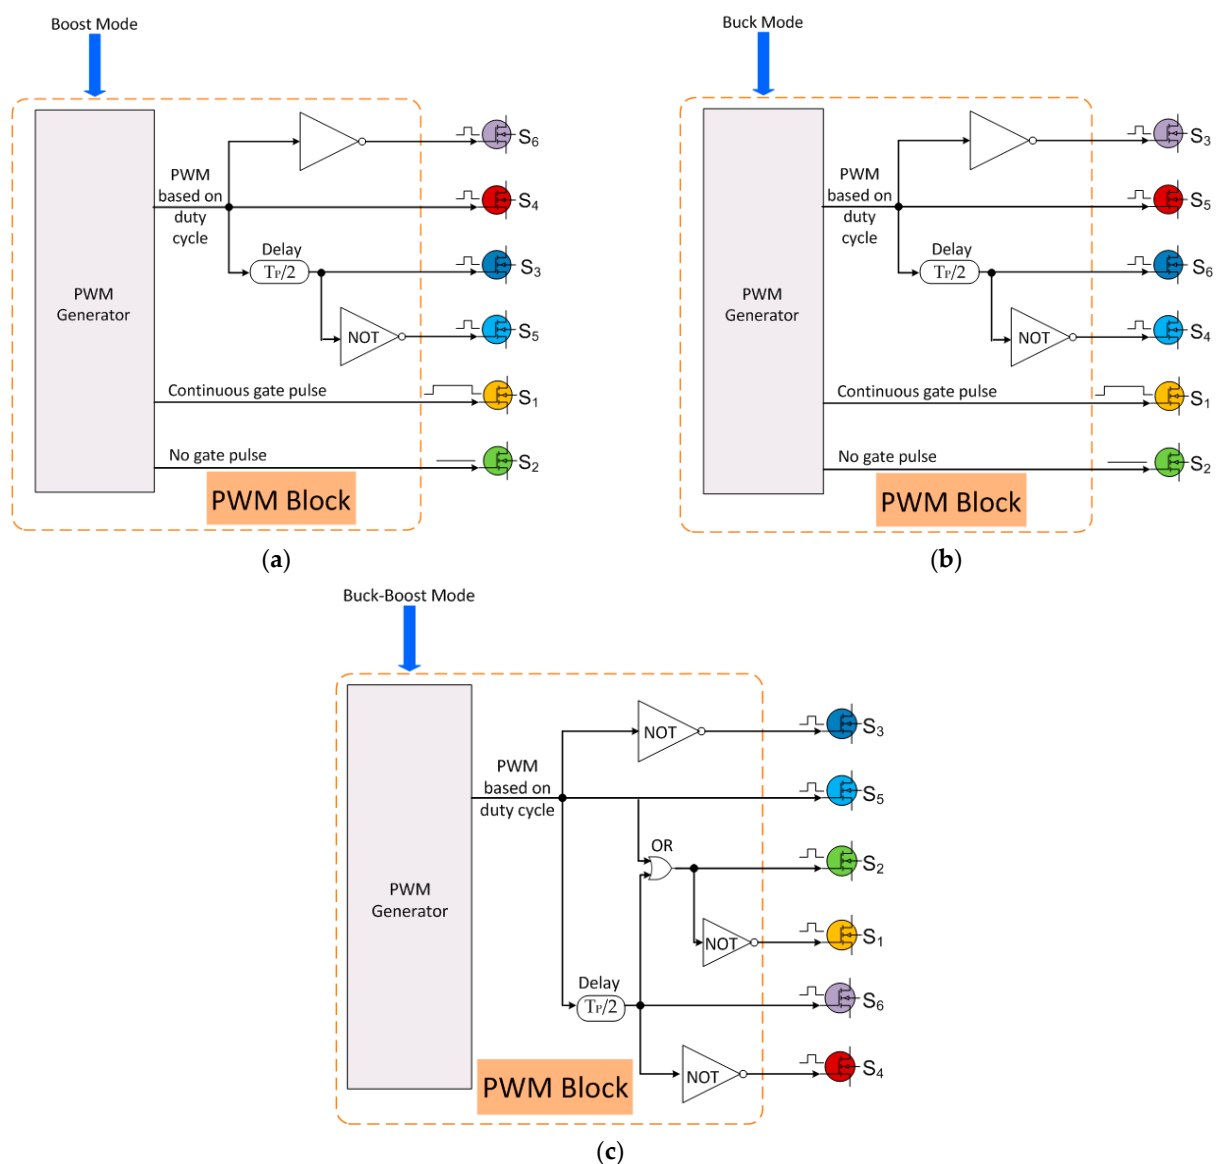 Boost Mode
PWM
Generator
PWM
based on
duty
cycle
Delay
TP/2
NOT
Continuous gate pulse
No gate pulse
PWM Block
S6
S4
S3
S5
S1
S2
(a)
Buck Mode
PWM
Generator
PWM
based on
duty
cycle
Delay
TP/2
NOT
Continuous gate pulse
No gate pulse
PWM Block
S3
S5
S6
S4
S1
S2
(b)
Buck-Boost Mode
PWM
Generator
PWM
based on
duty cycle
NOT
OR
NOT
Delay
TP/2
NOT
PWM Block
S3
S5
S2
S1
S6
S4
(c)